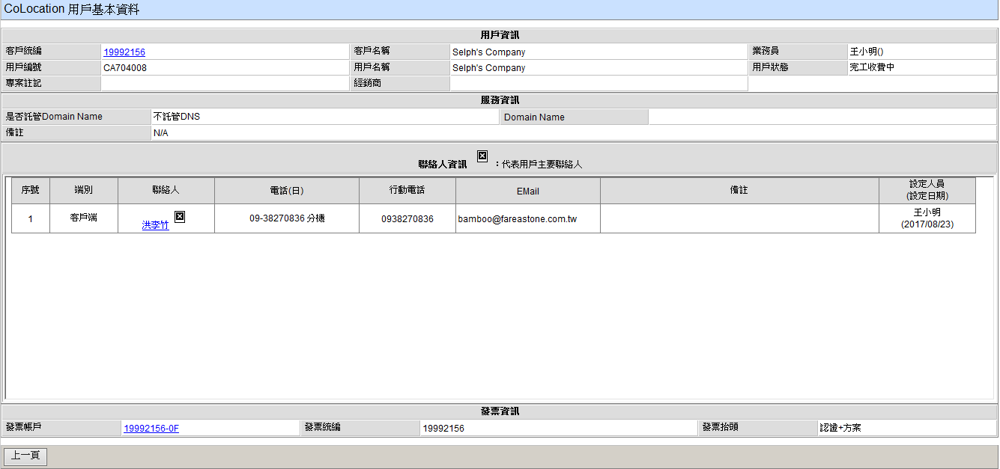 CoLocation 用戶基本資料
用戶資訊
客戶統編 19992156 客戶名稱 Selph's Company 業務員 王小明()
用戶編號 CA704008 用戶名稱 Selph's Company 用戶狀態 完工收費中
專案註記 經銷商
服務資訊
是否託管Domain Name 不託管DNS Domain Name
備註 N/A
聯絡人資訊 ：代表用戶主要聯絡人
序號 端別 聯絡人 電話(日) 行動電話 EMail 備註 設定人員
(設定日期)
1 客戶端 洪李竹 09-38270836 分機 0938270836 bamboo@fareastone.com.tw 王小明
(2017/08/23)
發票資訊
發票帳戶 19992156-0F 發票統編 19992156 發票抬頭 認證+方案
上一頁